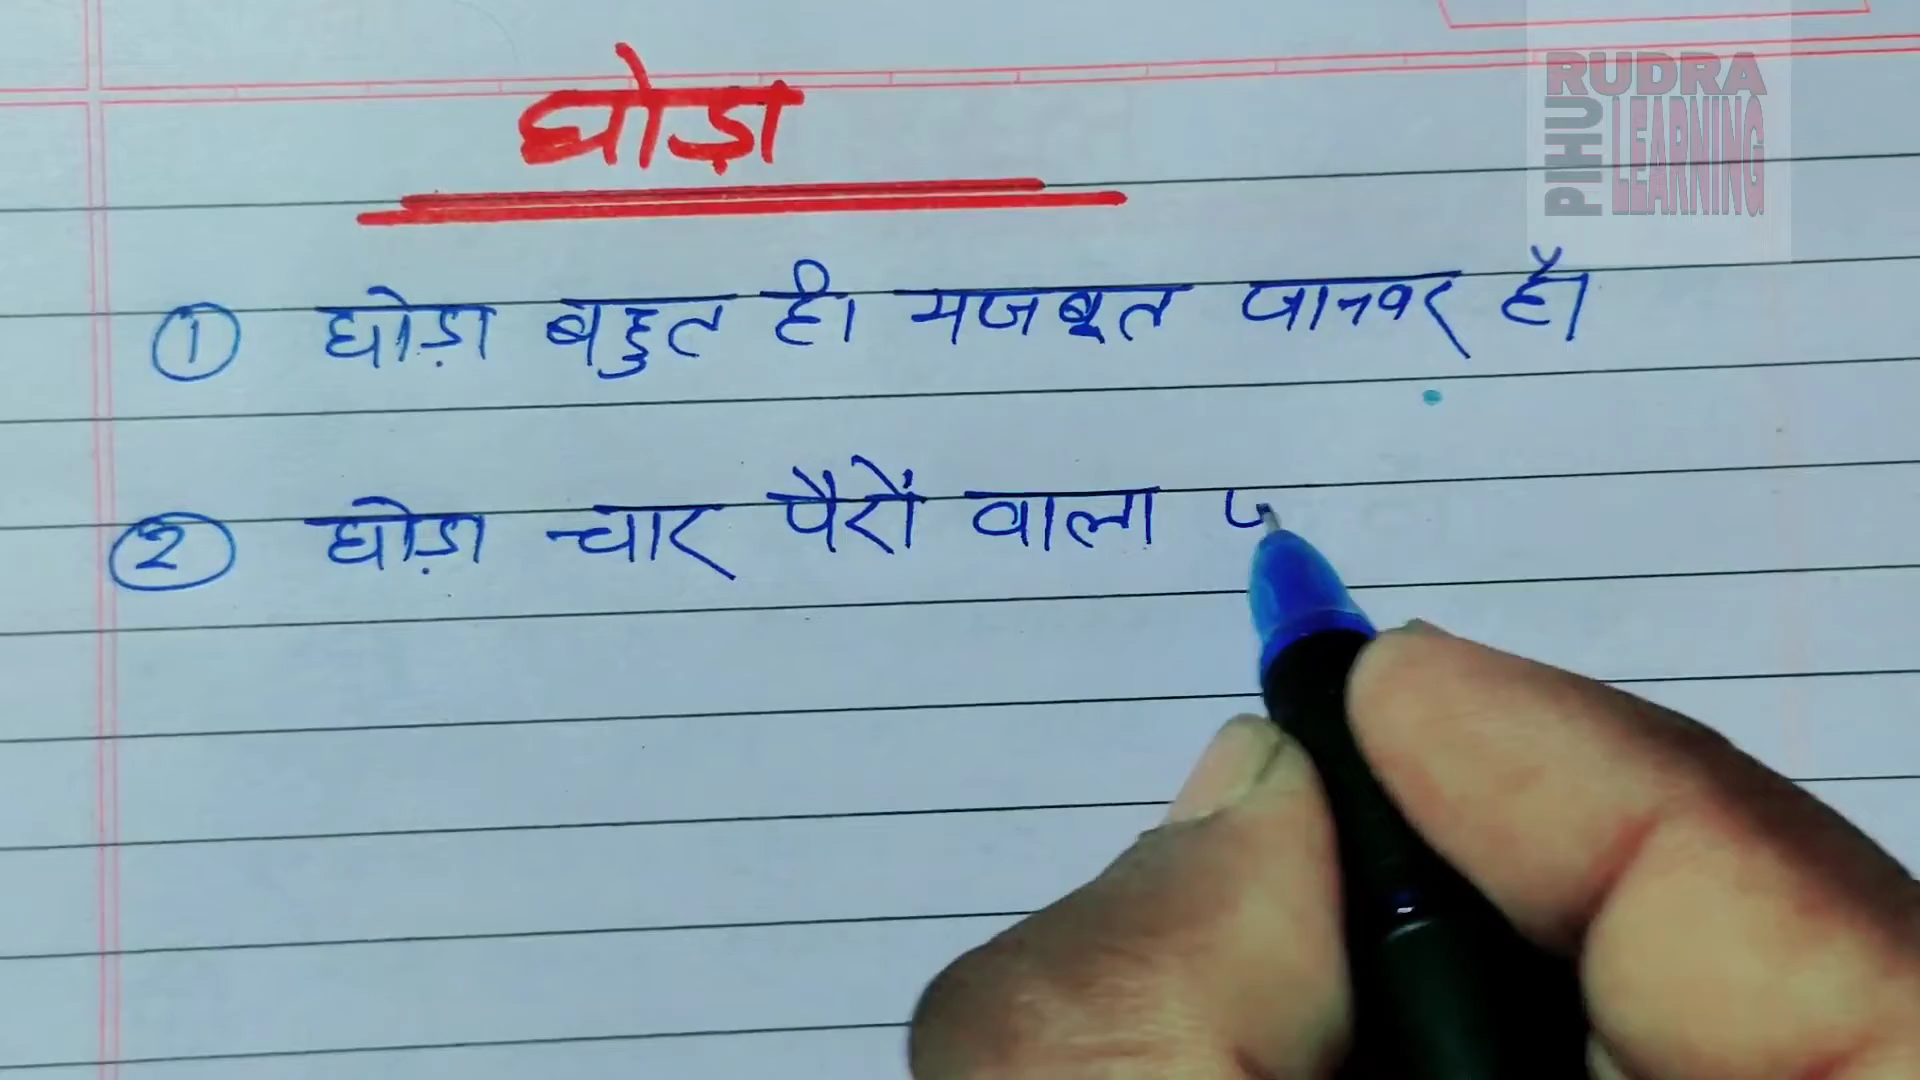 RUDRA
PIHU LEARNING
घोड़ा
① घोड़ा बहुत ही मजबूत जानवर है।
② घोड़ा चार पैरों वाला